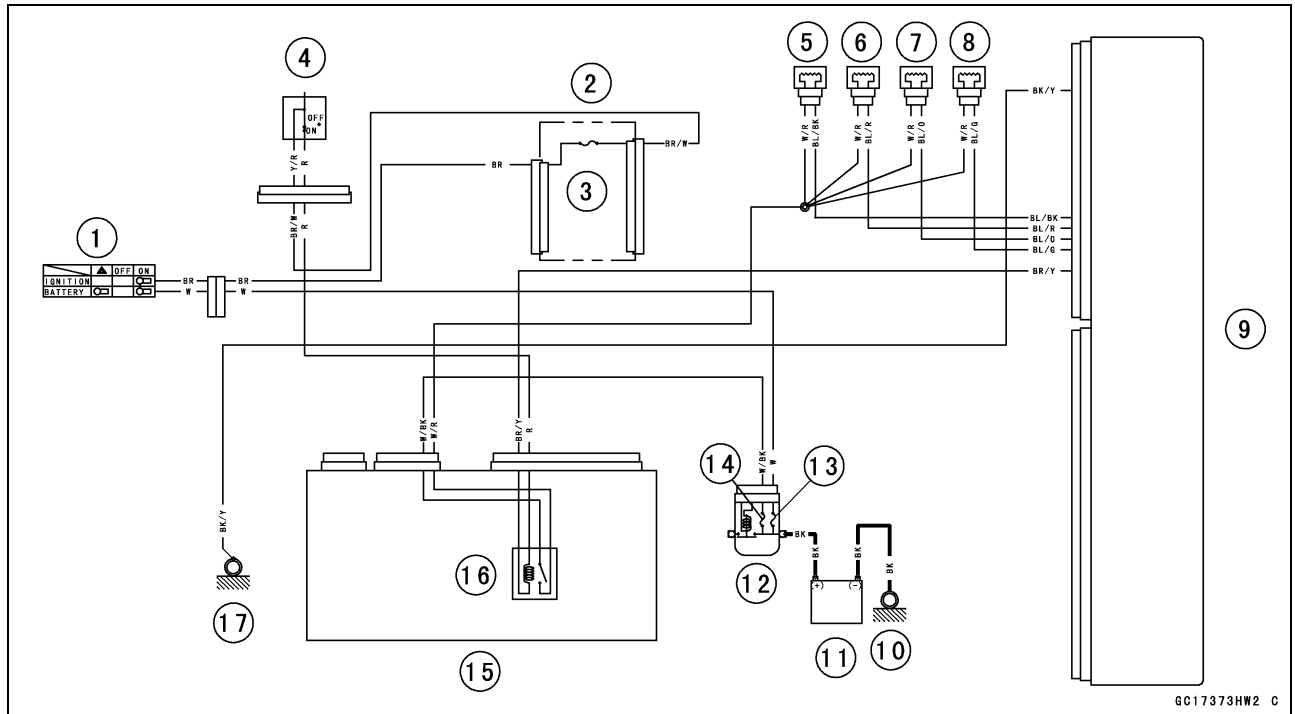 5 6 7 8
4
2
OFF
ON
BK/Y
W/R BL/BK W/R BL/R W/R BL/O W/R BL/G
Y/R R
BR
BR/W
3
BR/W R
1
OFF ON
IGNITION
BATTERY
BR BR
W W
BL/BK
BL/R
BL/O
BL/G
BR/Y
9
W/BK W/R BR/Y R
W/BK W
14 13
BK/Y
BK
BK BK
(+) (-)
16
12
17
15
11 10
GC17373HW2 C